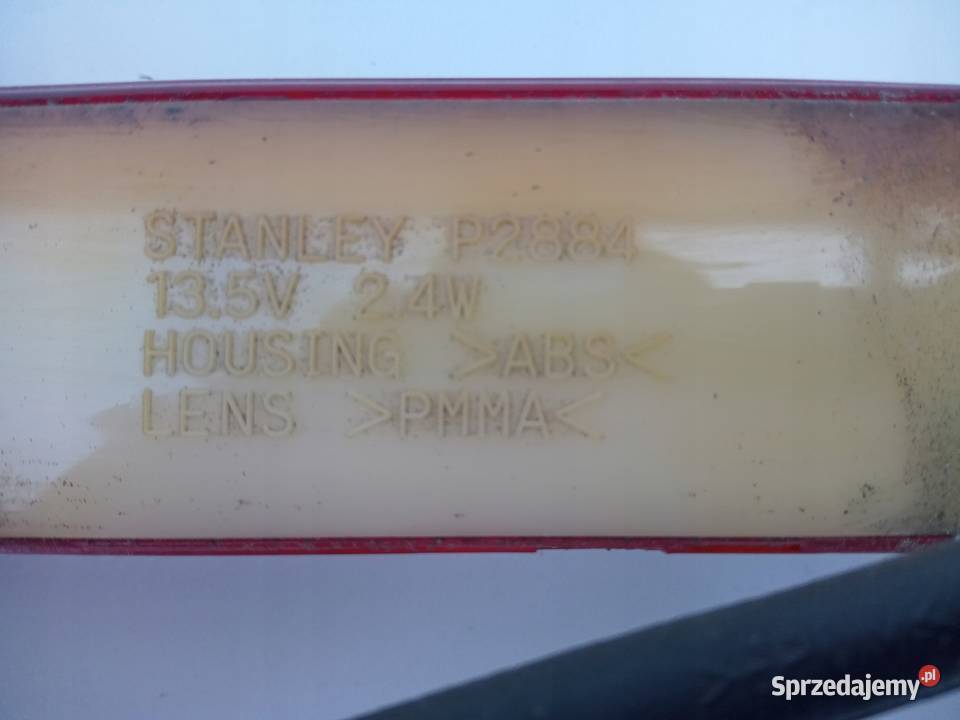 STANLEY P2884
13.5V 2.4W
HOUSING >ABS<
LENS >PMMA<
Sprzedajemy.pl